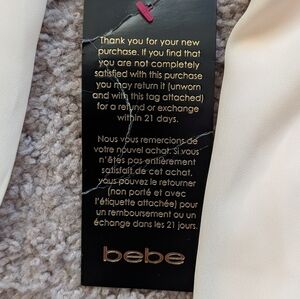 Thank you for your new
purchase. If you find that
you are not completely
satisfied with this purchase
you may return it (unworn
and with this tag attached)
for a refund or exchange
within 21 days.
Nous vous remercions de
votre nouvel achat. Si vous
n'êtes pas entièrement
satisfait de cet achat,
vous pouvez le retourner
(non porté et avec
l'étiquette attachée) pour
un remboursement ou un
échange dans les 21 jours.
bebe